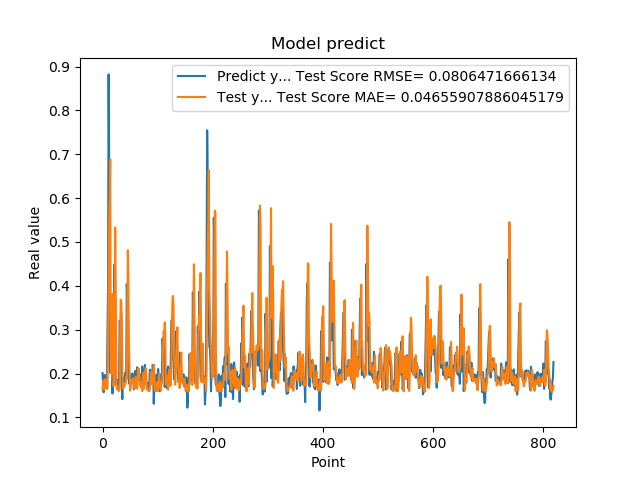 Model predict
Predict y... Test Score RMSE= 0.0806471666134
Test y... Test Score MAE= 0.04655907886045179
0.9
0.8
0.7
0.6
0.5
0.4
0.3
0.2
0.1
Real value
0 200 400 600 800
Point